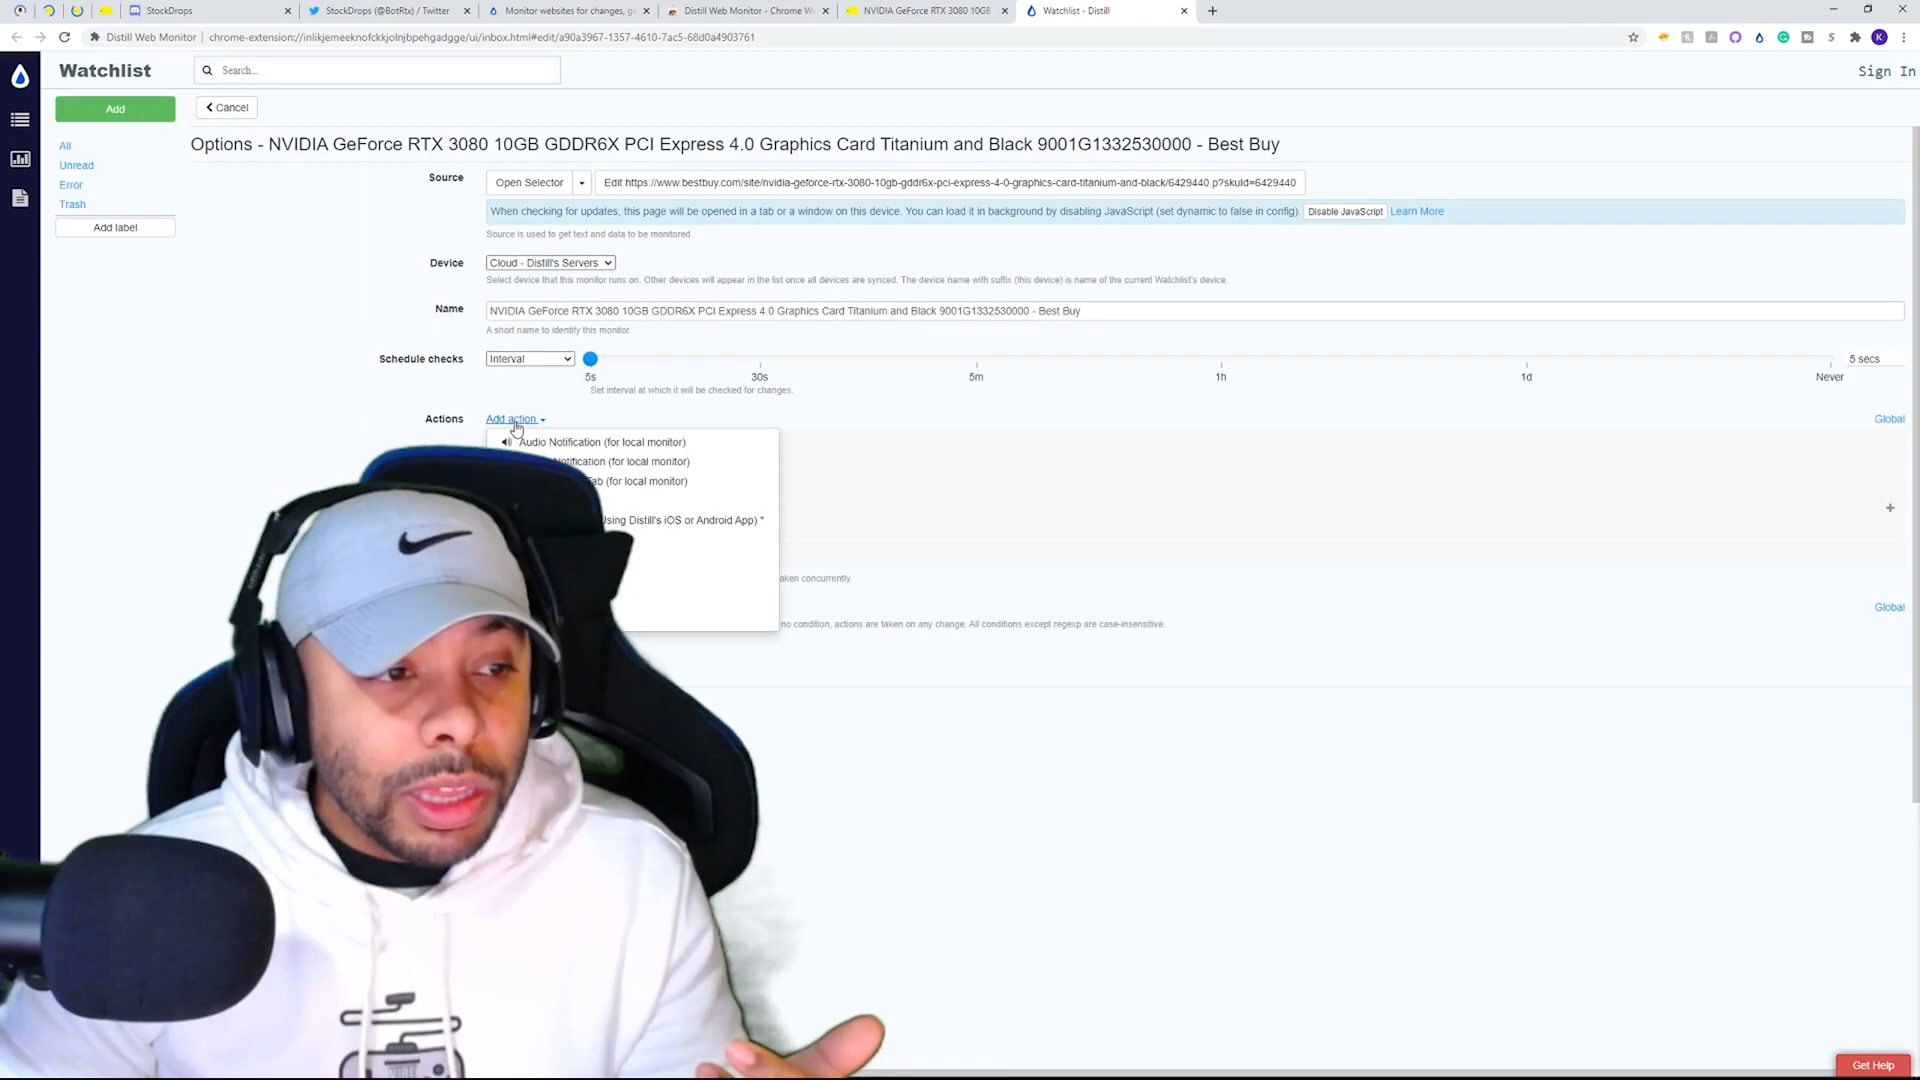 StockDrops
StockDrops (@BotRtx) / Twitter
Monitor websites for changes, g
Distill Web Monitor - Chrome W
NVIDIA GeForce RTX 3080 10GB
Watchlist - Distill
Distill Web Monitor
chrome-extension://inlikjemeeknofckkjolnjbpehgadgge/ui/inbox.html#edit/a90a3967-1357-4610-7ac5-68d0a4903761
K
Watchlist
Search...
Sign In
Add
Cancel
All
Unread
Error
Trash
Add label
Options - NVIDIA GeForce RTX 3080 10GB GDDR6X PCI Express 4.0 Graphics Card Titanium and Black 9001G1332530000 - Best Buy
Source
Open Selector
Edit https://www.bestbuy.com/site/nvidia-geforce-rtx-3080-10gb-gddr6x-pci-express-4-0-graphics-card-titanium-and-black/6429440.p?skuId=6429440
When checking for updates, this page will be opened in a tab or a window on this device. You can load it in background by disabling JavaScript (set dynamic to false in config). Disable JavaScript Learn More
Source is used to get text and data to be monitored.
Device
Cloud - Distill's Servers
Select device that this monitor runs on. Other devices will appear in the list once all devices are synced. The device name with suffix (this device) is name of the current Watchlist's device.
Name
NVIDIA GeForce RTX 3080 10GB GDDR6X PCI Express 4.0 Graphics Card Titanium and Black 9001G1332530000 - Best Buy
A short name to identify this monitor.
Schedule checks
Interval
5 secs
5s 30s 5m 1h 1d Never
Set interval at which it will be checked for changes.
Actions
Add action
Global
Audio Notification (for local monitor)
Notification (for local monitor)
Tab (for local monitor)
Using Distill's iOS or Android App) *
taken concurrently.
Global
no condition, actions are taken on any change. All conditions except regexp are case-insensitive.
Get Help